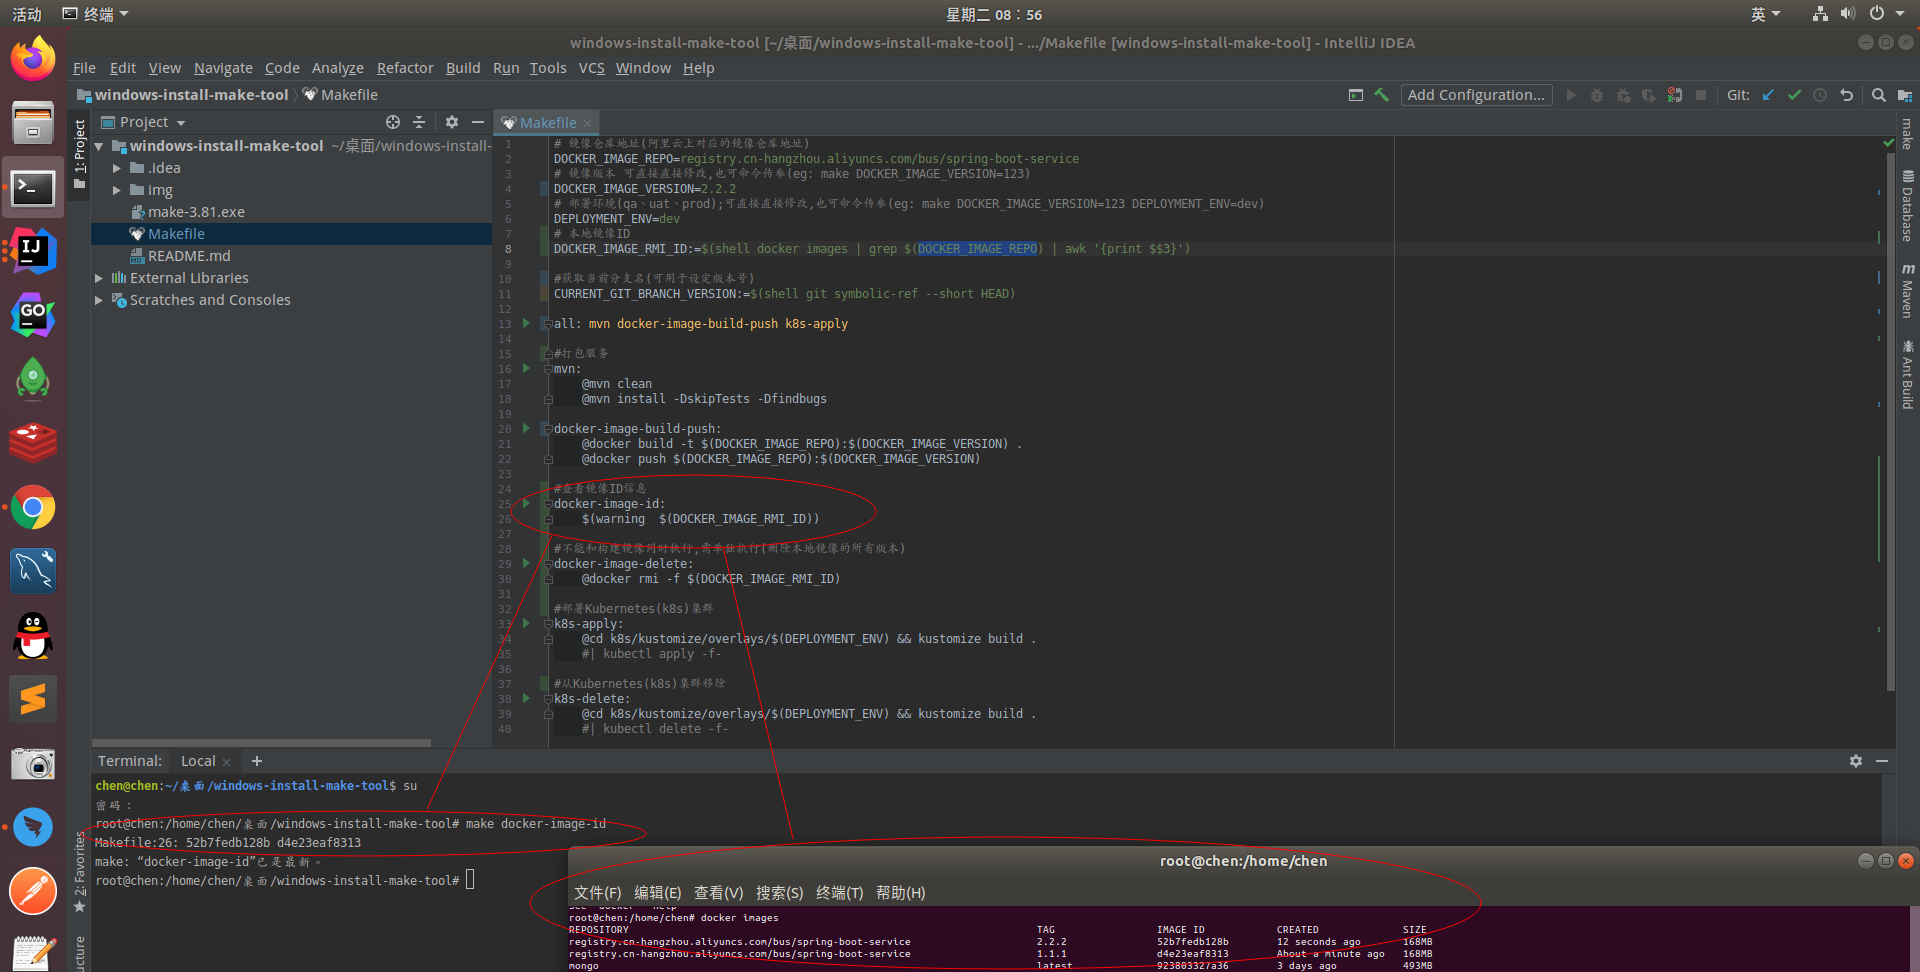 活动 终端 星期二 08：56 英
windows-install-make-tool [~/桌面/windows-install-make-tool] - .../Makefile [windows-install-make-tool] - IntelliJ IDEA
File Edit View Navigate Code Analyze Refactor Build Run Tools VCS Window Help
windows-install-make-tool Makefile Add Configuration... Git:
Project
Makefile
1: Project
windows-install-make-tool ~/桌面/windows-install-
.idea
img
make-3.81.exe
Makefile
README.md
External Libraries
Scratches and Consoles
1 # 镜像仓库地址(阿里云上对应的镜像仓库地址)
2 DOCKER_IMAGE_REPO=registry.cn-hangzhou.aliyuncs.com/bus/spring-boot-service
3 # 镜像版本 可直接直接修改,也可命令传参(eg: make DOCKER_IMAGE_VERSION=123)
4 DOCKER_IMAGE_VERSION=2.2.2
5 # 部署环境(qa、uat、prod);可直接直接修改,也可命令传参(eg: make DOCKER_IMAGE_VERSION=123 DEPLOYMENT_ENV=dev)
6 DEPLOYMENT_ENV=dev
7 # 本地镜像ID
8 DOCKER_IMAGE_RMI_ID:=$(shell docker images | grep $(DOCKER_IMAGE_REPO) | awk '{print $$3}')
9
10 #获取当前分支名(可用于设定版本号)
11 CURRENT_GIT_BRANCH_VERSION:=$(shell git symbolic-ref --short HEAD)
12
13 all: mvn docker-image-build-push k8s-apply
14
15 #打包服务
16 mvn:
17 @mvn clean
18 @mvn install -DskipTests -Dfindbugs
19
20 docker-image-build-push:
21 @docker build -t $(DOCKER_IMAGE_REPO):$(DOCKER_IMAGE_VERSION) .
22 @docker push $(DOCKER_IMAGE_REPO):$(DOCKER_IMAGE_VERSION)
23
24 #查看镜像ID信息
25 docker-image-id:
26 $(warning  $(DOCKER_IMAGE_RMI_ID))
27
28 #不能和构建镜像同时执行,需单独执行(删除本地镜像的所有版本)
29 docker-image-delete:
30 @docker rmi -f $(DOCKER_IMAGE_RMI_ID)
31
32 #部署Kubernetes(k8s)集群
33 k8s-apply:
34 @cd k8s/kustomize/overlays/$(DEPLOYMENT_ENV) && kustomize build .
35 #| kubectl apply -f-
36
37 #从Kubernetes(k8s)集群移除
38 k8s-delete:
39 @cd k8s/kustomize/overlays/$(DEPLOYMENT_ENV) && kustomize build .
40 #| kubectl delete -f-
make
Database
Maven
Ant Build
Terminal: Local
chen@chen:~/桌面/windows-install-make-tool$ su
密码：
root@chen:/home/chen/桌面/windows-install-make-tool# make docker-image-id
Makefile:26: 52b7fedb128b d4e23eaf8313
make: “docker-image-id”已是最新。
root@chen:/home/chen/桌面/windows-install-make-tool#
2: Favorites
ucture
root@chen:/home/chen
文件(F) 编辑(E) 查看(V) 搜索(S) 终端(T) 帮助(H)
root@chen:/home/chen# docker images
REPOSITORY TAG IMAGE ID CREATED SIZE
registry.cn-hangzhou.aliyuncs.com/bus/spring-boot-service 2.2.2 52b7fedb128b 12 seconds ago 168MB
registry.cn-hangzhou.aliyuncs.com/bus/spring-boot-service 1.1.1 d4e23eaf8313 About a minute ago 168MB
mongo latest 923803327a36 3 days ago 493MB